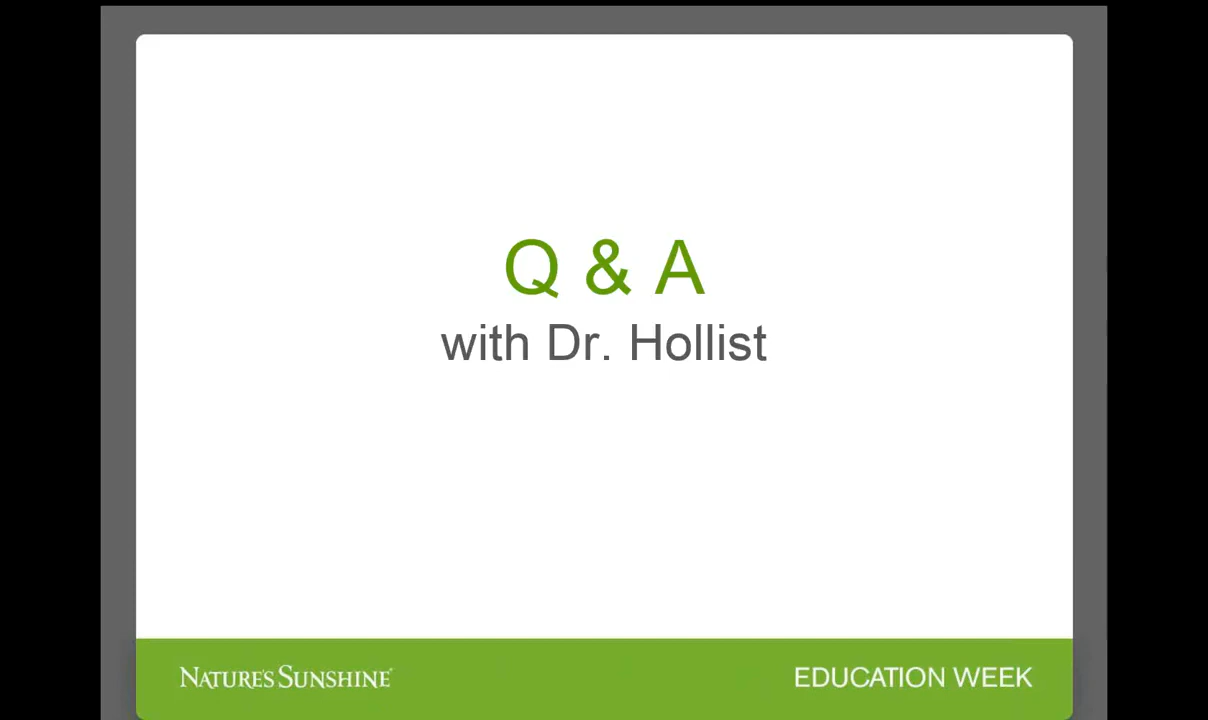 Q & A
with Dr. Hollist
NATURE'S SUNSHINE®
EDUCATION WEEK